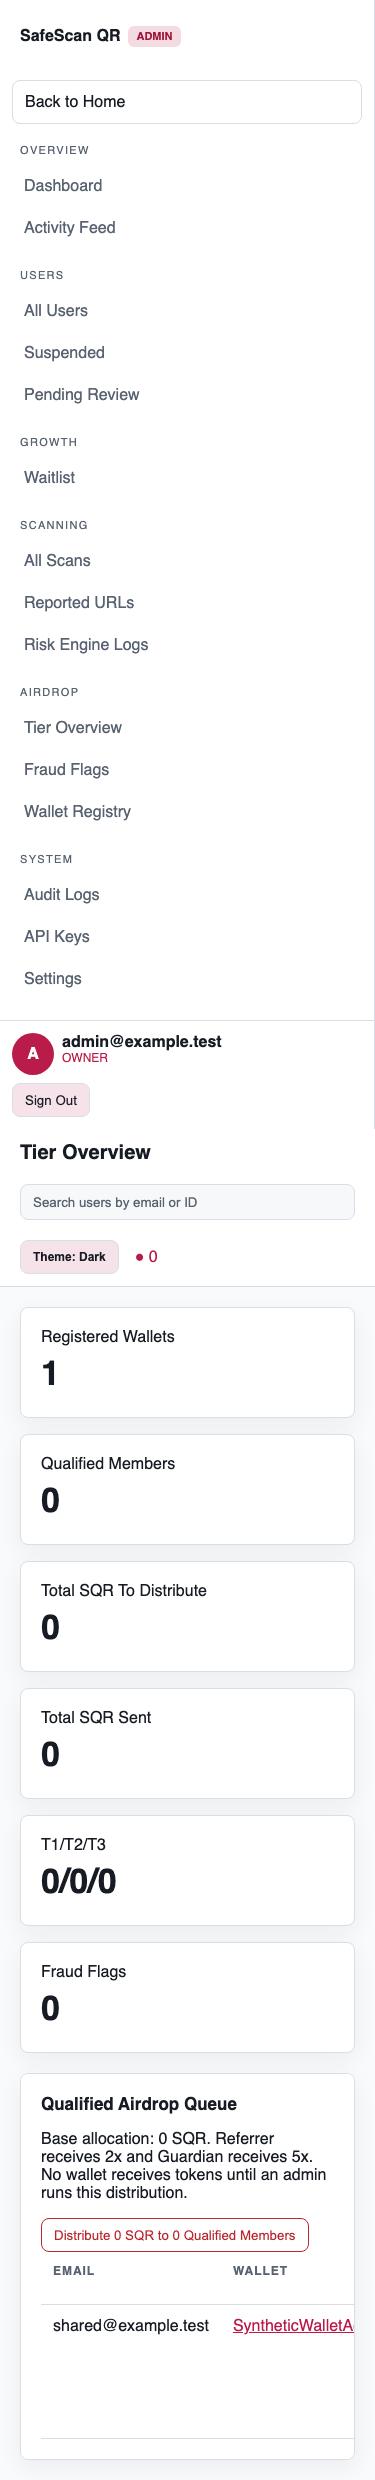 SafeScan QR ADMIN
Back to Home
OVERVIEW
Dashboard
Activity Feed
USERS
All Users
Suspended
Pending Review
GROWTH
Waitlist
SCANNING
All Scans
Reported URLs
Risk Engine Logs
AIRDROP
Tier Overview
Fraud Flags
Wallet Registry
SYSTEM
Audit Logs
API Keys
Settings
A
admin@example.test
OWNER
Sign Out
Tier Overview
Search users by email or ID
Theme: Dark ● 0
Registered Wallets
1
Qualified Members
0
Total SQR To Distribute
0
Total SQR Sent
0
T1/T2/T3
0/0/0
Fraud Flags
0
Qualified Airdrop Queue
Base allocation: 0 SQR. Referrer
receives 2x and Guardian receives 5x.
No wallet receives tokens until an admin
runs this distribution.
Distribute 0 SQR to 0 Qualified Members
EMAIL WALLET
shared@example.test SyntheticWalletA